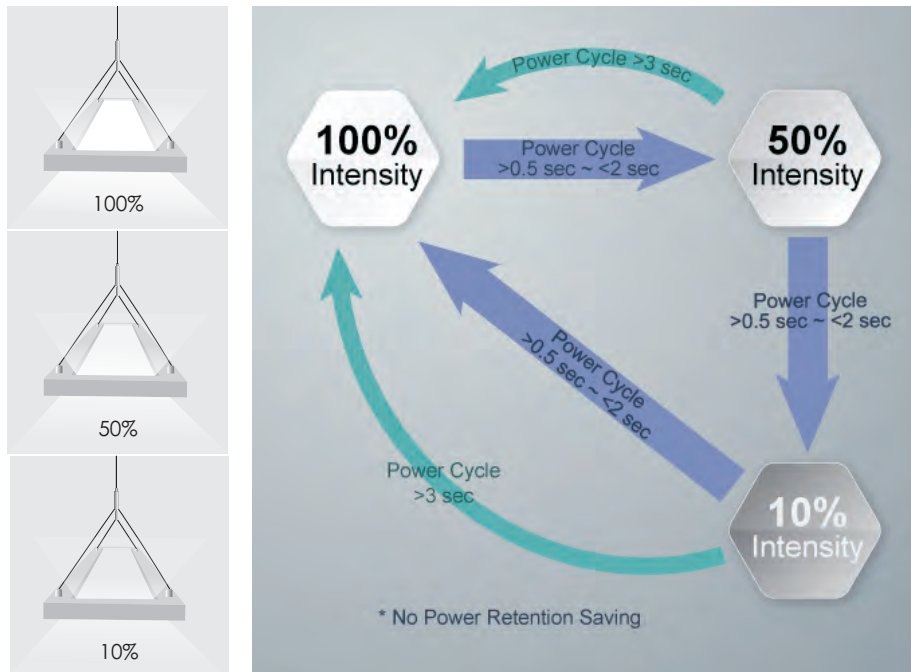 100%
50%
10%
Power Cycle >3 sec
100%
Intensity
Power Cycle
>0.5 sec ~ <2 sec
50%
Intensity
Power Cycle
>0.5 sec ~ <2 sec
Power Cycle
>0.5 sec ~ <2 sec
Power Cycle
>3 sec
10%
Intensity
* No Power Retention Saving